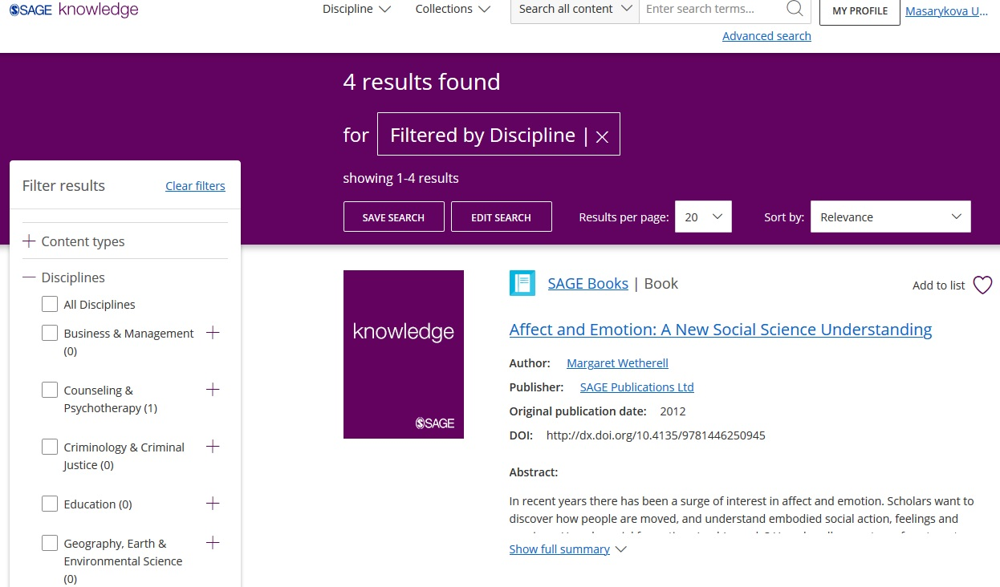 SAGE knowledge
Discipline
Collections
Search all content
Enter search terms...
MY PROFILE
Masarykova U...
Advanced search
4 results found
for Filtered by Discipline |
showing 1-4 results
SAVE SEARCH
EDIT SEARCH
Results per page: 20
Sort by: Relevance
Filter results
Clear filters
Content types
Disciplines
All Disciplines
Business & Management
(0)
Counseling &
Psychotherapy (1)
Criminology & Criminal
Justice (0)
Education (0)
Geography, Earth &
Environmental Science
(0)
knowledge
SAGE
SAGE Books | Book
Add to list
Affect and Emotion: A New Social Science Understanding
Author: Margaret Wetherell
Publisher: SAGE Publications Ltd
Original publication date: 2012
DOI: http://dx.doi.org/10.4135/9781446250945
Abstract:
In recent years there has been a surge of interest in affect and emotion. Scholars want to
discover how people are moved, and understand embodied social action, feelings and
Show full summary